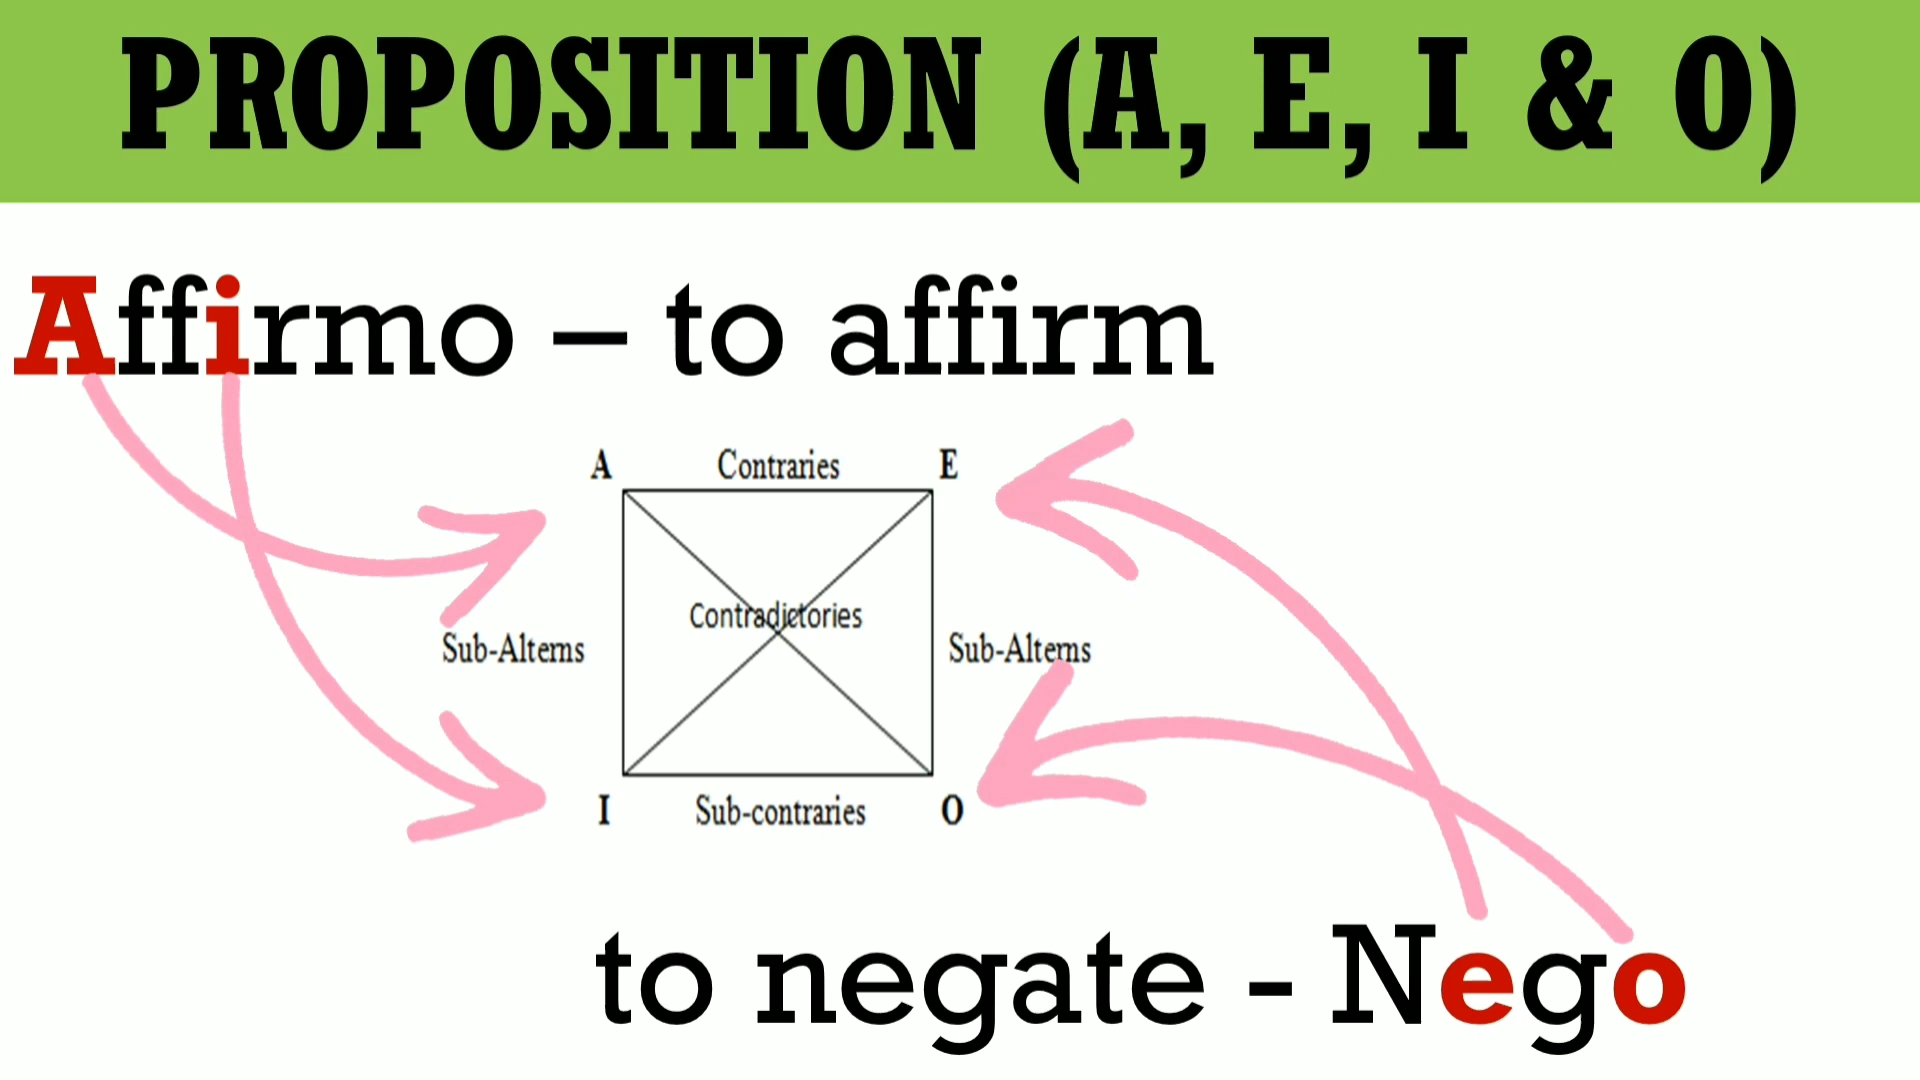 PROPOSITION (A, E, I & O)
Affirmo – to affirm
A Contraries E
Contradictories
Sub-Alterns Sub-Alterns
I Sub-contraries O
to negate - Nego